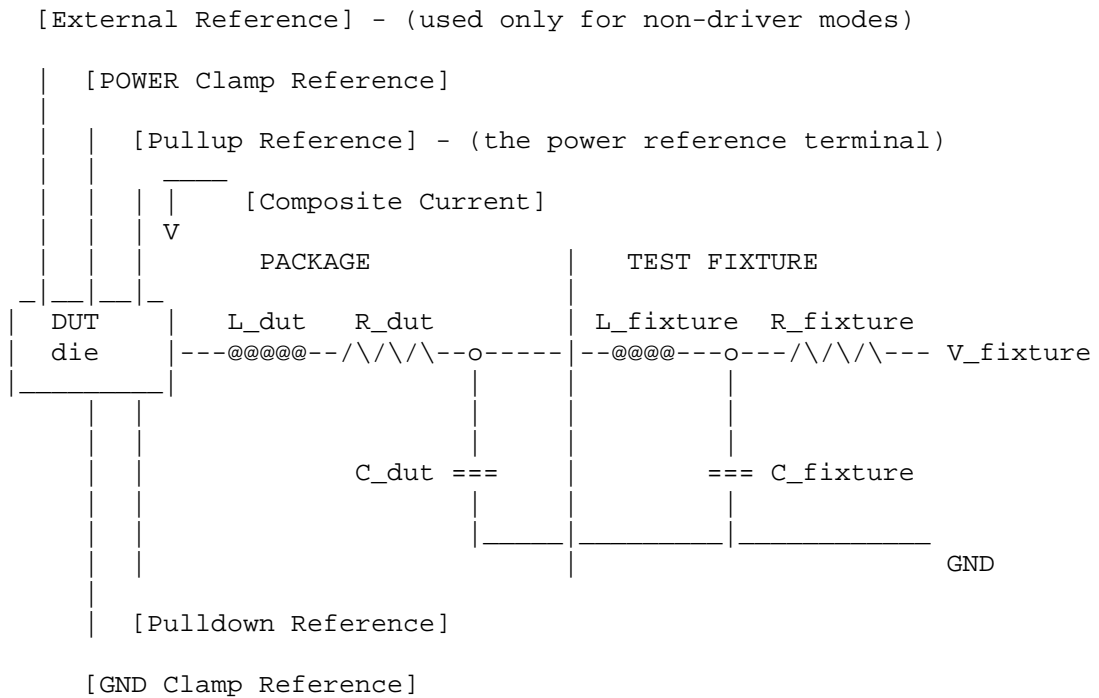 [External Reference] - (used only for non-driver modes)
[POWER Clamp Reference]
[Pullup Reference] - (the power reference terminal)
[Composite Current]
V
PACKAGE TEST FIXTURE
DUT L_dut R_dut L_fixture R_fixture
die |---@@@@@--/\/\/\--o-----|--@@@@---o---/\/\/\--- V_fixture
C_dut === === C_fixture
GND
[Pulldown Reference]
[GND Clamp Reference]